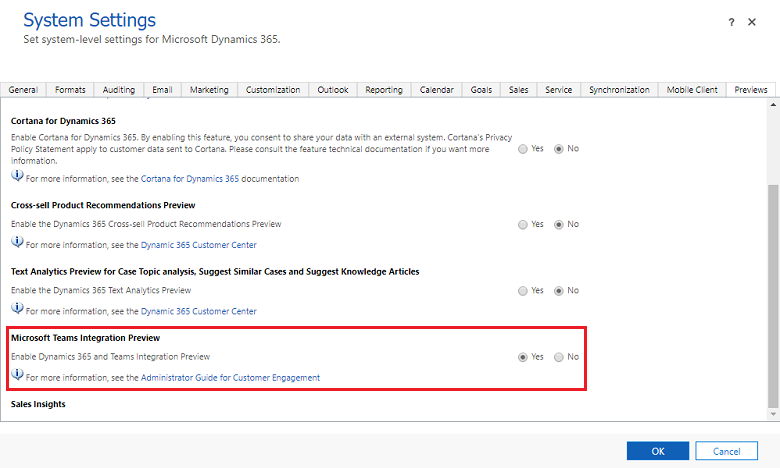 System Settings
Set system-level settings for Microsoft Dynamics 365.
?
General Formats Auditing Email Marketing Customization Outlook Reporting Calendar Goals Sales Service Synchronization Mobile Client Previews
Cortana for Dynamics 365
Enable Cortana for Dynamics 365. By enabling this feature, you consent to share your data with an external system. Cortana's Privacy
Policy Statement apply to customer data sent to Cortana. Please consult the feature technical documentation if you want more
information.
Yes No
For more information, see the Cortana for Dynamics 365 documentation
Cross-sell Product Recommendations Preview
Enable the Dynamics 365 Cross-sell Product Recommendations Preview Yes No
For more information, see the Dynamic 365 Customer Center
Text Analytics Preview for Case Topic analysis, Suggest Similar Cases and Suggest Knowledge Articles
Enable the Dynamics 365 Text Analytics Preview Yes No
For more information, see the Dynamic 365 Customer Center
Microsoft Teams Integration Preview
Enable Dynamics 365 and Teams Integration Preview Yes No
For more information, see the Administrator Guide for Customer Engagement
Sales Insights
OK Cancel